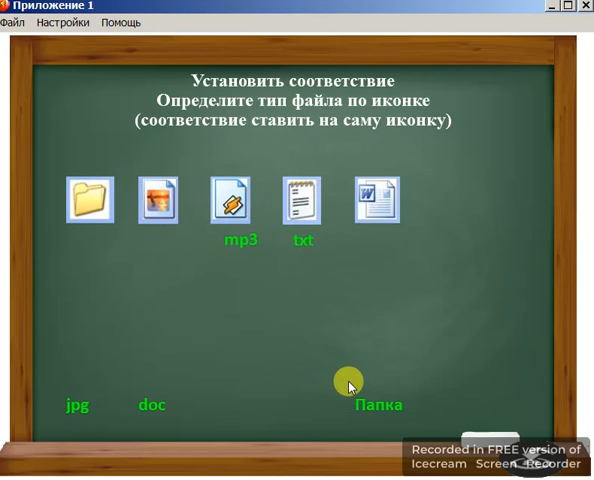 Приложение 1
Файл Настройки Помощь
Установить соответствие
Определите тип файла по иконке
(соответствие ставить на саму иконку)
W
mp3 txt
jpg doc Папка
Recorded in FREE version of
Icecream Screen Recorder